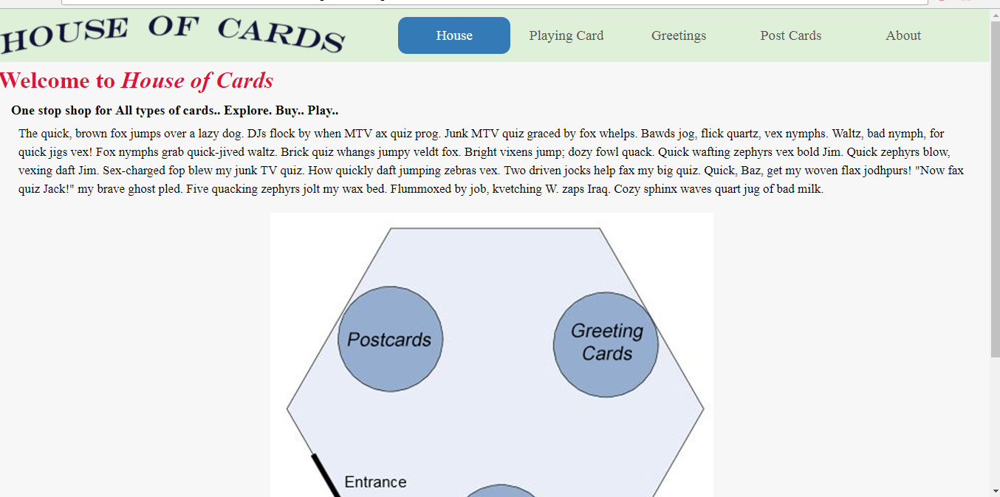 HOUSE OF CARDS
House Playing Card Greetings Post Cards About
Welcome to House of Cards
One stop shop for All types of cards.. Explore. Buy.. Play..
The quick, brown fox jumps over a lazy dog. DJs flock by when MTV ax quiz prog. Junk MTV quiz graced by fox whelps. Bawds jog, flick quartz, vex nymphs. Waltz, bad nymph, for
quick jigs vex! Fox nymphs grab quick-jived waltz. Brick quiz whangs jumpy veldt fox. Bright vixens jump; dozy fowl quack. Quick wafting zephyrs vex bold Jim. Quick zephyrs blow,
vexing daft Jim. Sex-charged fop blew my junk TV quiz. How quickly daft jumping zebras vex. Two driven jocks help fax my big quiz. Quick, Baz, get my woven flax jodhpurs! "Now fax
quiz Jack!" my brave ghost pled. Five quacking zephyrs jolt my wax bed. Flummoxed by job, kvetching W. zaps Iraq. Cozy sphinx waves quart jug of bad milk.
Postcards
Greeting
Cards
Entrance